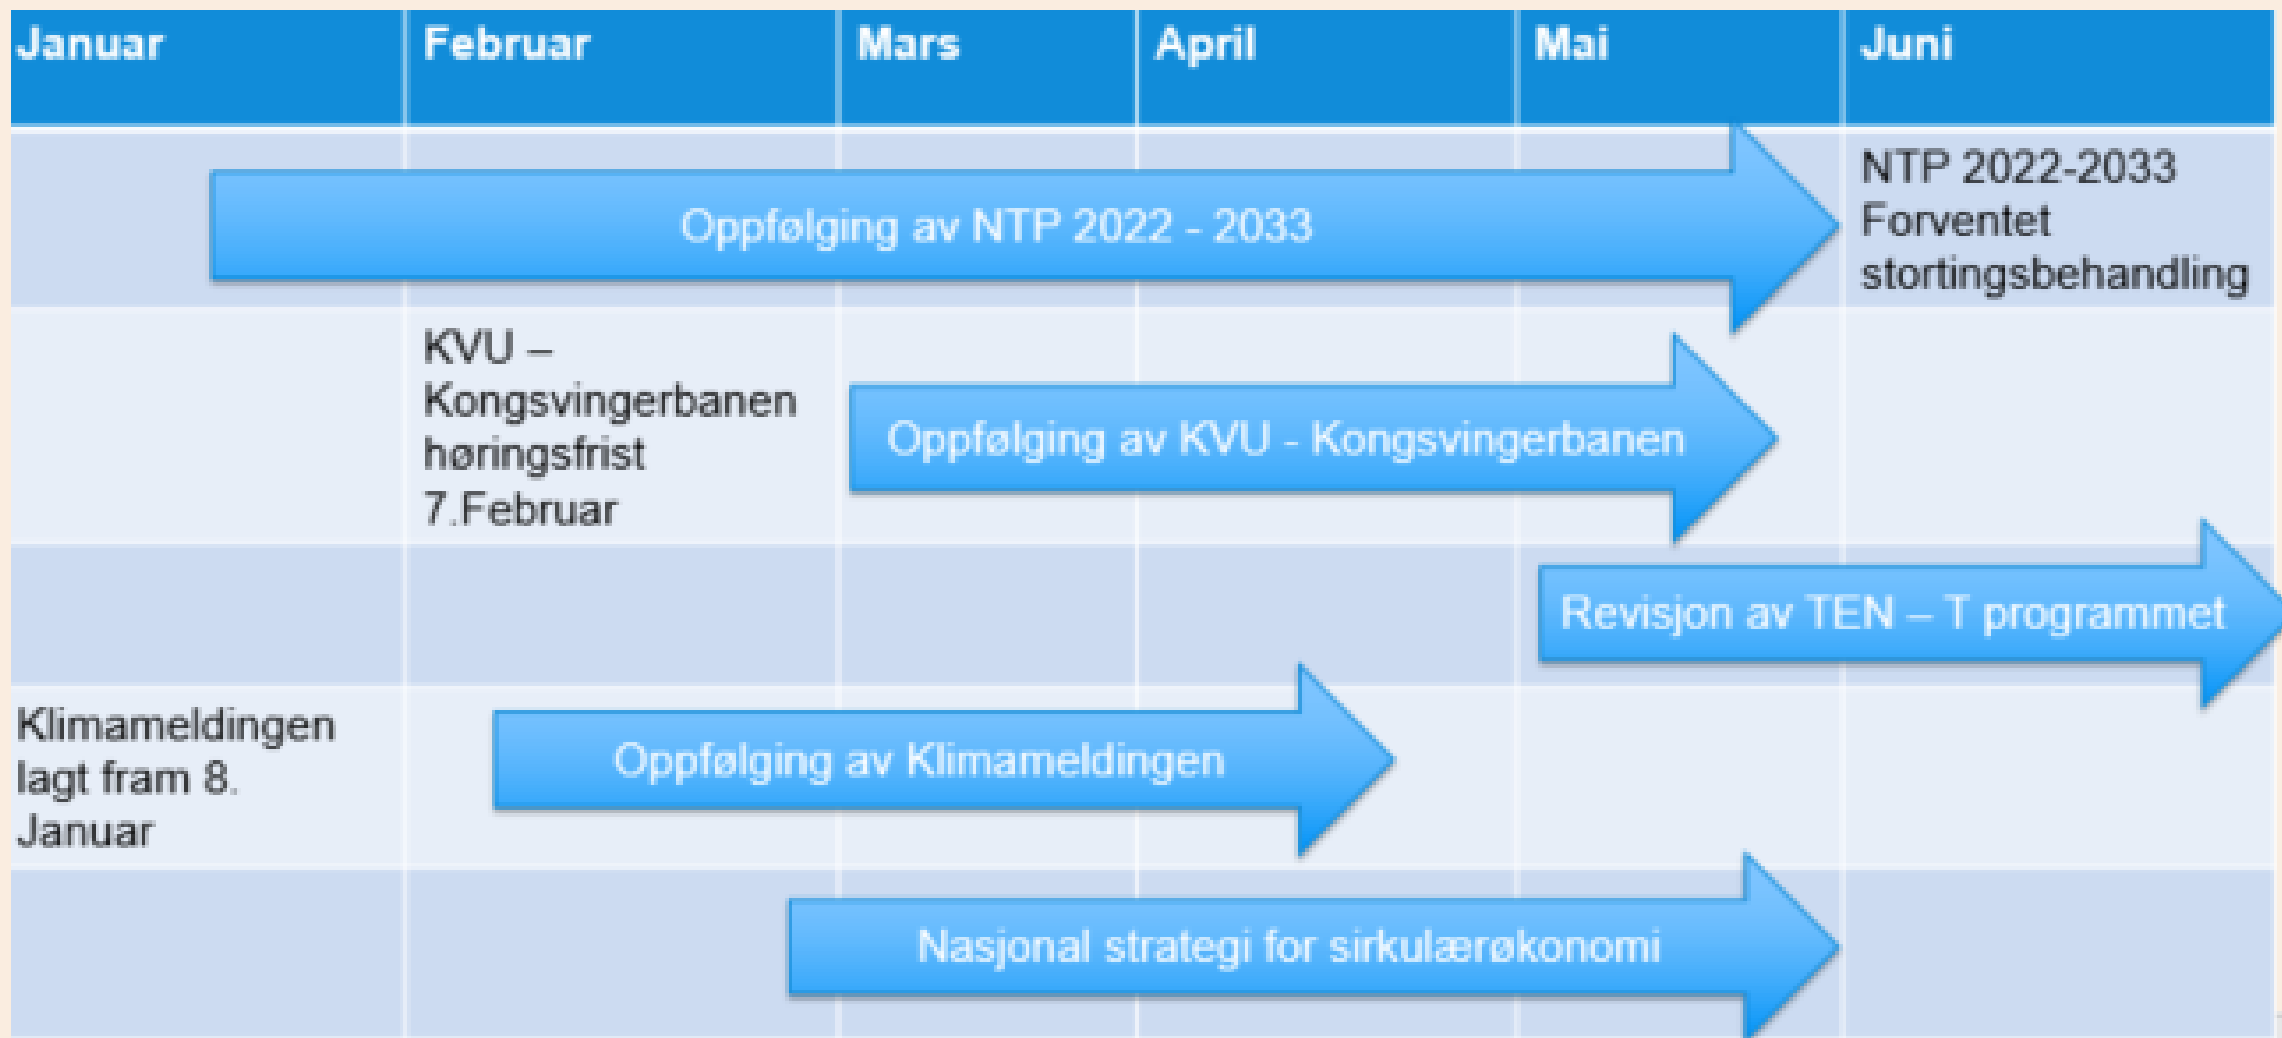 Januar
Februar
Mars
April
Mai
Juni
Oppfølging av NTP 2022 - 2033
NTP 2022-2033
Forventet
stortingsbehandling
KVU –
Kongsvingerbanen
høringsfrist
7.Februar
Oppfølging av KVU - Kongsvingerbanen
Revisjon av TEN – T programmet
Klimameldingen
lagt fram 8.
Januar
Oppfølging av Klimameldingen
Nasjonal strategi for sirkulærøkonomi